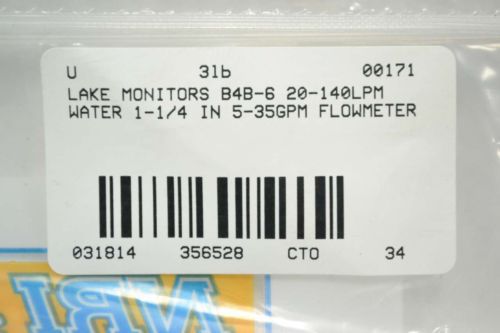 U 3lb 00171
LAKE MONITORS B4B-6 20-140LPM
WATER 1-1/4 IN 5-35GPM FLOWMETER
031814 356528 CTO 34